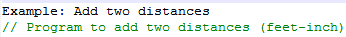 Example: Add two distances
// Program to add two distances (feet-inch)